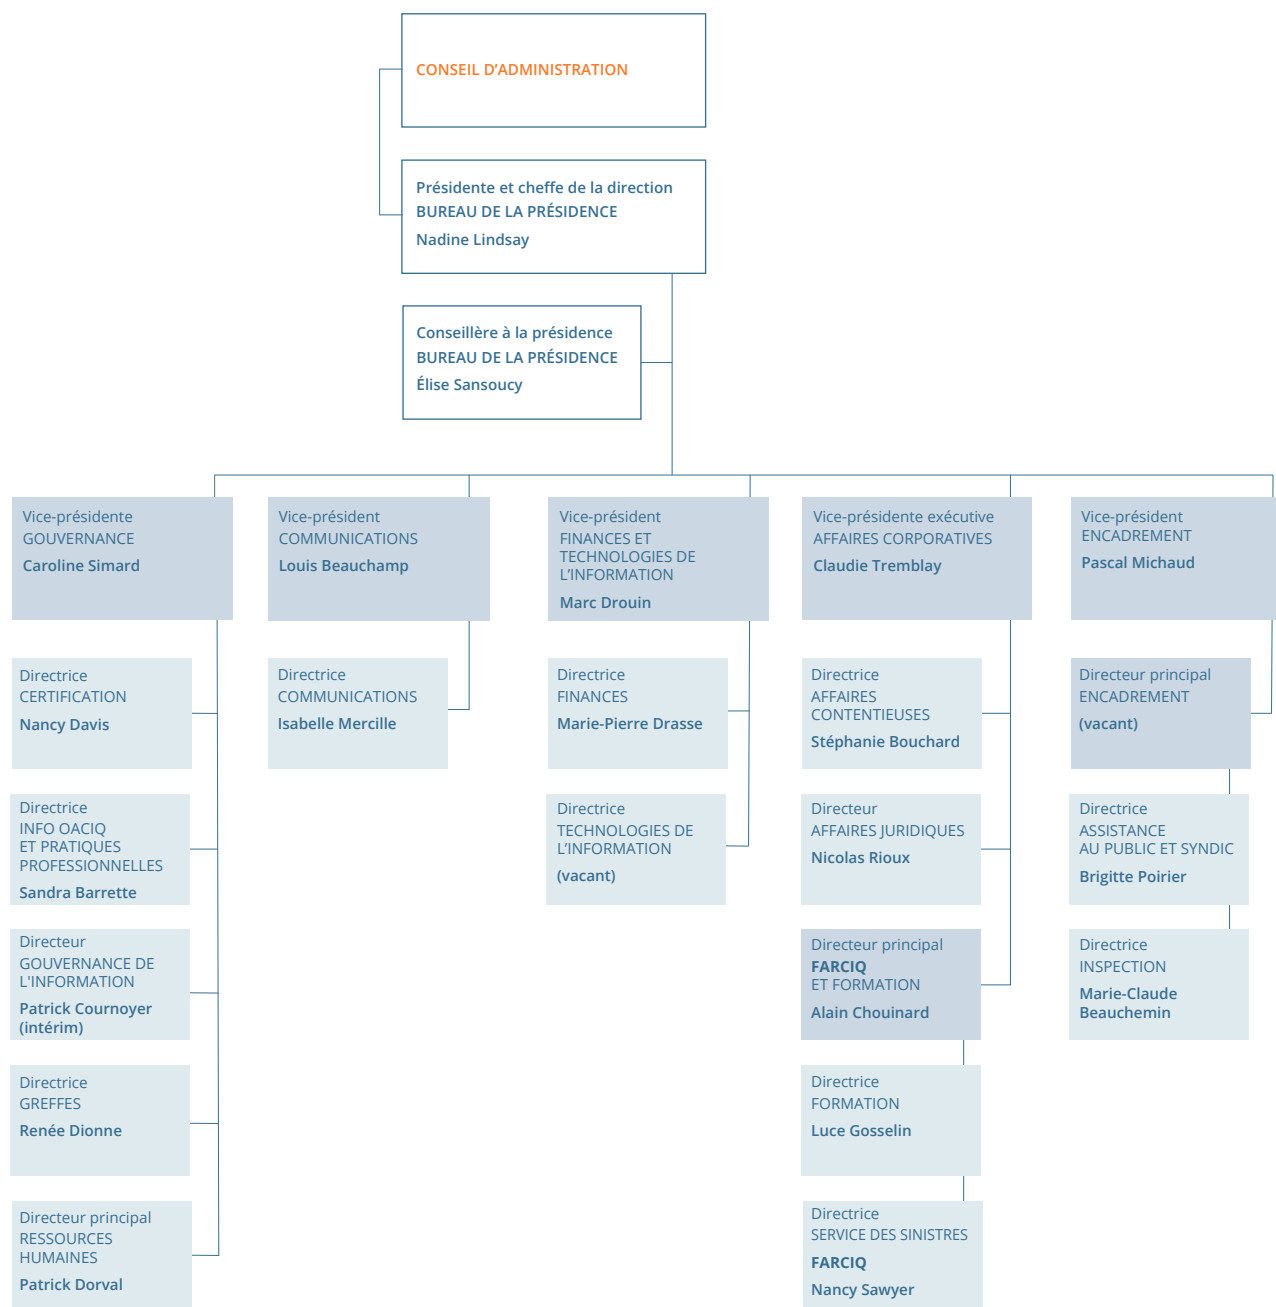 CONSEIL D’ADMINISTRATION
Présidente et cheffe de la direction
BUREAU DE LA PRÉSIDENCE
Nadine Lindsay
Conseillère à la présidence
BUREAU DE LA PRÉSIDENCE
Élise Sansoucy
Vice-présidente
GOUVERNANCE
Caroline Simard
Vice-président
COMMUNICATIONS
Louis Beauchamp
Vice-président
FINANCES ET
TECHNOLOGIES DE
L’INFORMATION
Marc Drouin
Vice-présidente exécutive
AFFAIRES CORPORATIVES
Claudie Tremblay
Vice-président
ENCADREMENT
Pascal Michaud
Directrice
CERTIFICATION
Nancy Davis
Directrice
COMMUNICATIONS
Isabelle Mercille
Directrice
FINANCES
Marie-Pierre Drasse
Directrice
AFFAIRES
CONTENTIEUSES
Stéphanie Bouchard
Directeur principal
ENCADREMENT
(vacant)
Directrice
INFO OACIQ
ET PRATIQUES
PROFESSIONNELLES
Sandra Barrette
Directrice
TECHNOLOGIES DE
L’INFORMATION
(vacant)
Directeur
AFFAIRES JURIDIQUES
Nicolas Rioux
Directrice
ASSISTANCE
AU PUBLIC ET SYNDIC
Brigitte Poirier
Directeur
GOUVERNANCE DE
L'INFORMATION
Patrick Cournoyer
(intérim)
Directeur principal
FARCIQ
ET FORMATION
Alain Chouinard
Directrice
INSPECTION
Marie-Claude
Beauchemin
Directrice
GREFFES
Renée Dionne
Directrice
FORMATION
Luce Gosselin
Directeur principal
RESSOURCES
HUMAINES
Patrick Dorval
Directrice
SERVICE DES SINISTRES
FARCIQ
Nancy Sawyer